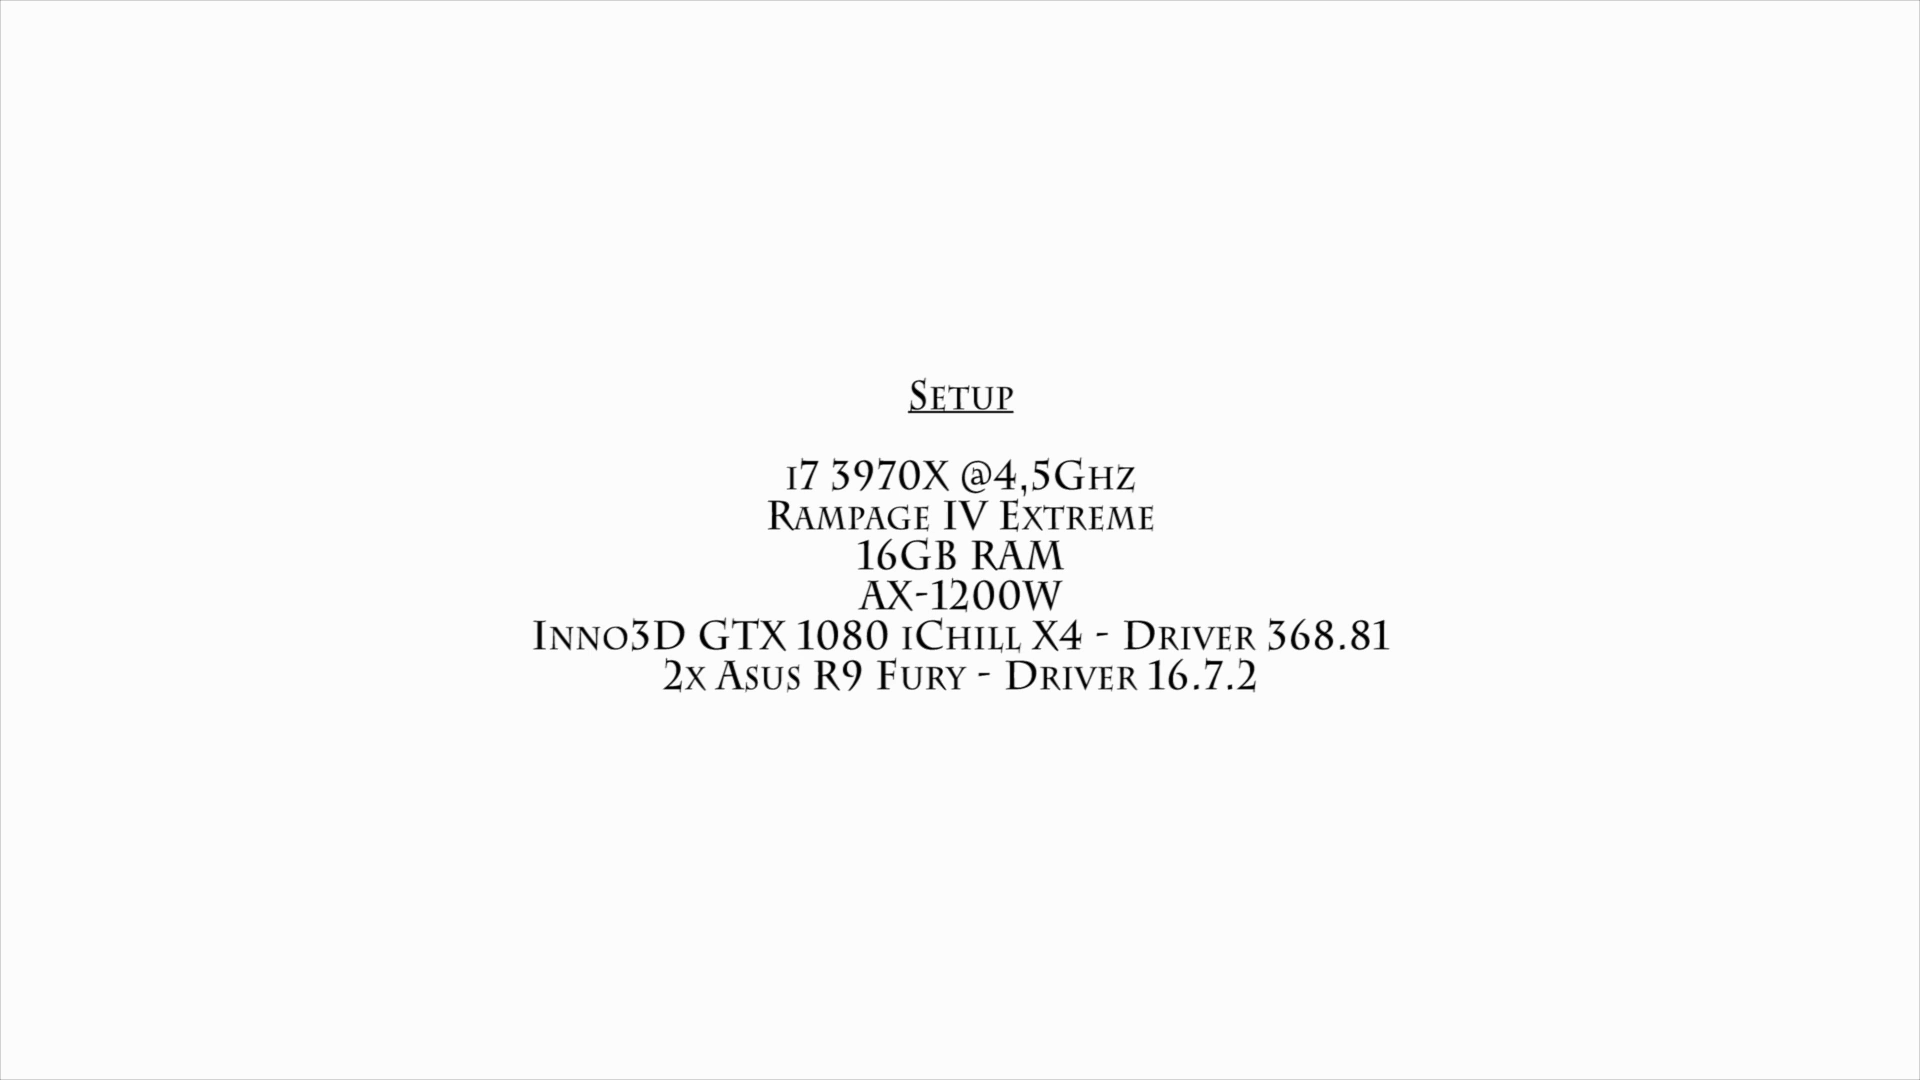 Setup
i7 3970X @4,5Ghz
Rampage IV Extreme
16GB RAM
AX-1200W
Inno3D GTX 1080 iChill X4 - Driver 368.81
2x Asus R9 Fury - Driver 16.7.2